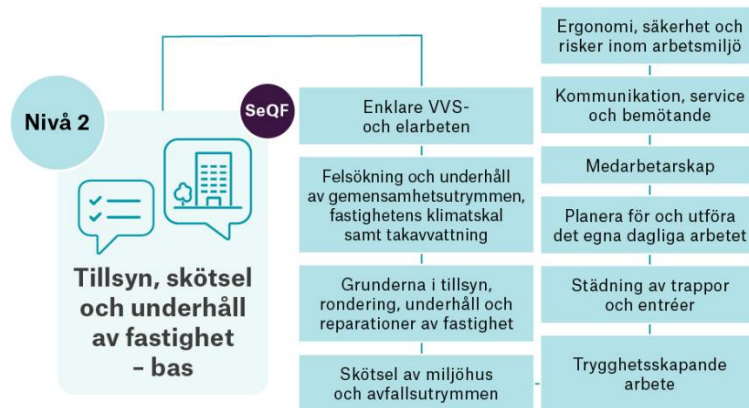 Nivå 2
SeQF
Tillsyn, skötsel
och underhåll
av fastighet
– bas
Enklare VVS-
och elarbeten
Felsökning och underhåll
av gemensamhetsutrymmen,
fastighetens klimatskal
samt takavvattning
Grunderna i tillsyn,
rondering, underhåll och
reparationer av fastighet
Skötsel av miljöhus
och avfallsutrymmen
Ergonomi, säkerhet och
risker inom arbetsmiljö
Kommunikation, service
och bemötande
Medarbetarskap
Planera för och utföra
det egna dagliga arbetet
Städning av trappor
och entréer
Trygghetsskapande
arbete